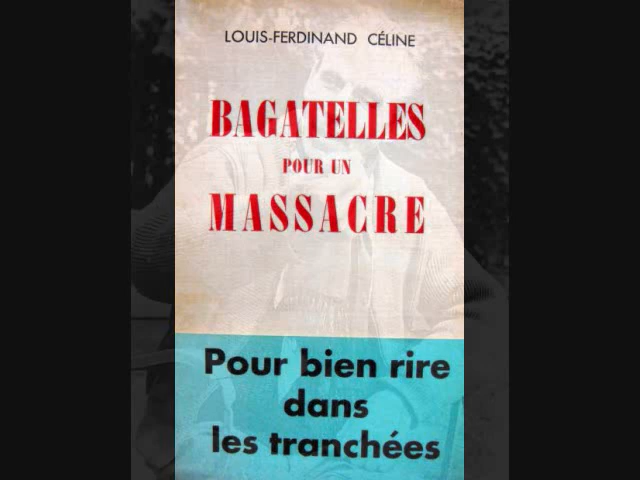 LOUIS-FERDINAND CÉLINE
BAGATELLES
POUR UN
MASSACRE
Pour bien rire
dans
les tranchées